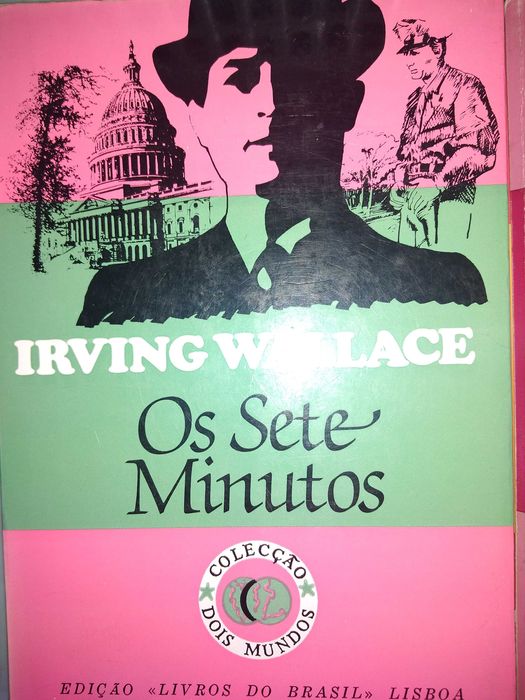 IRVING WALLACE
Os Sete
Minutos
COLECÇÃO
DOIS MUNDOS
EDIÇÃO «LIVROS DO BRASIL» LISBOA